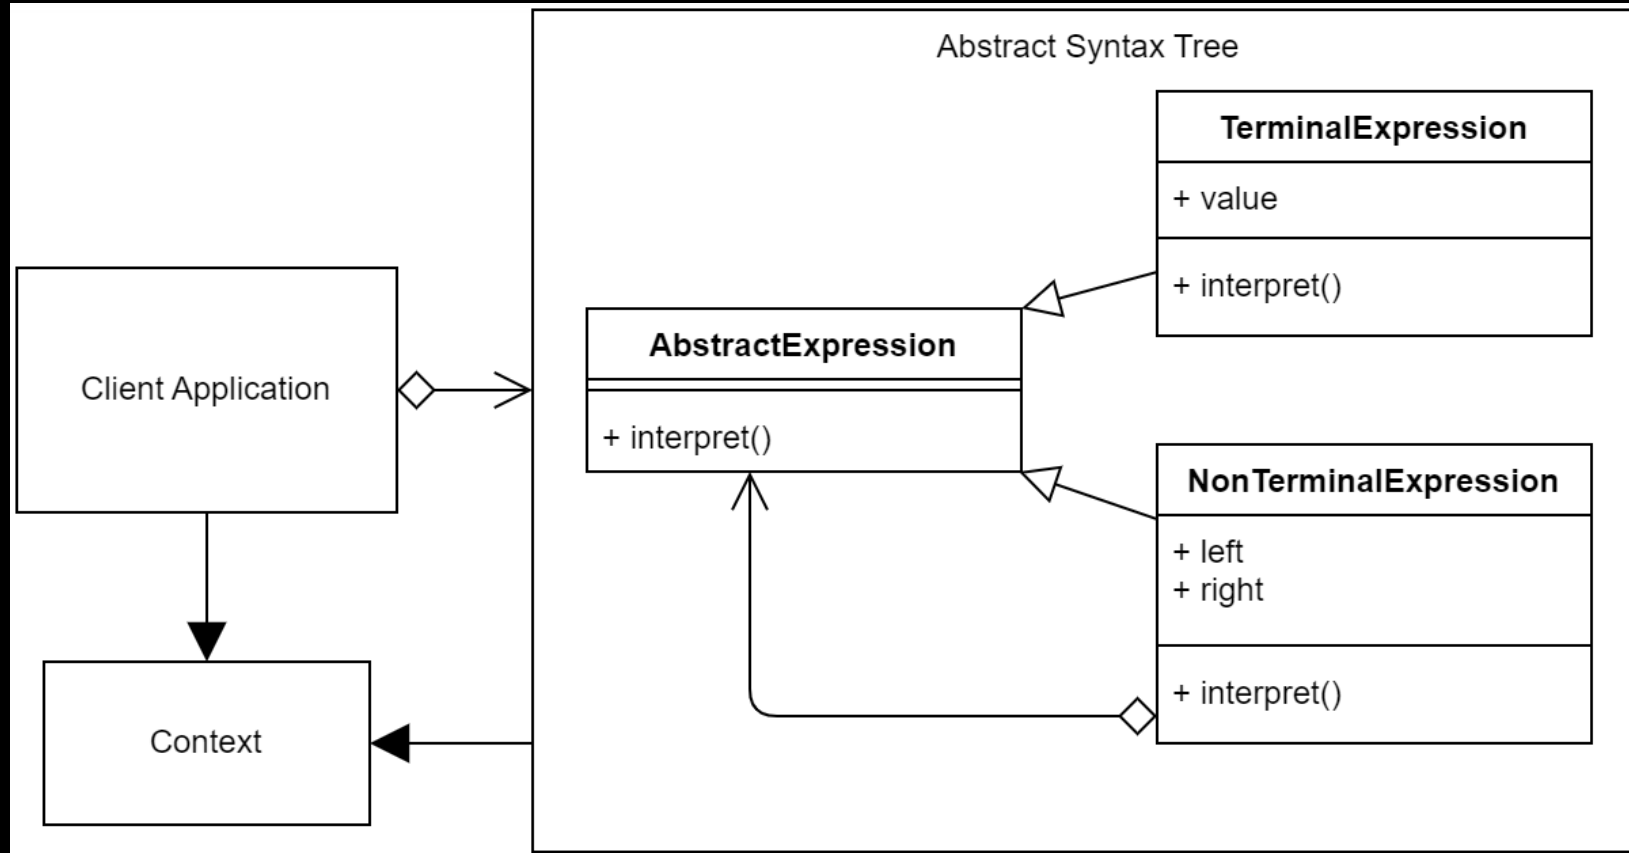 Abstract Syntax Tree
TerminalExpression
+ value
+ interpret()
Client Application
AbstractExpression
+ interpret()
NonTerminalExpression
+ left
+ right
+ interpret()
Context